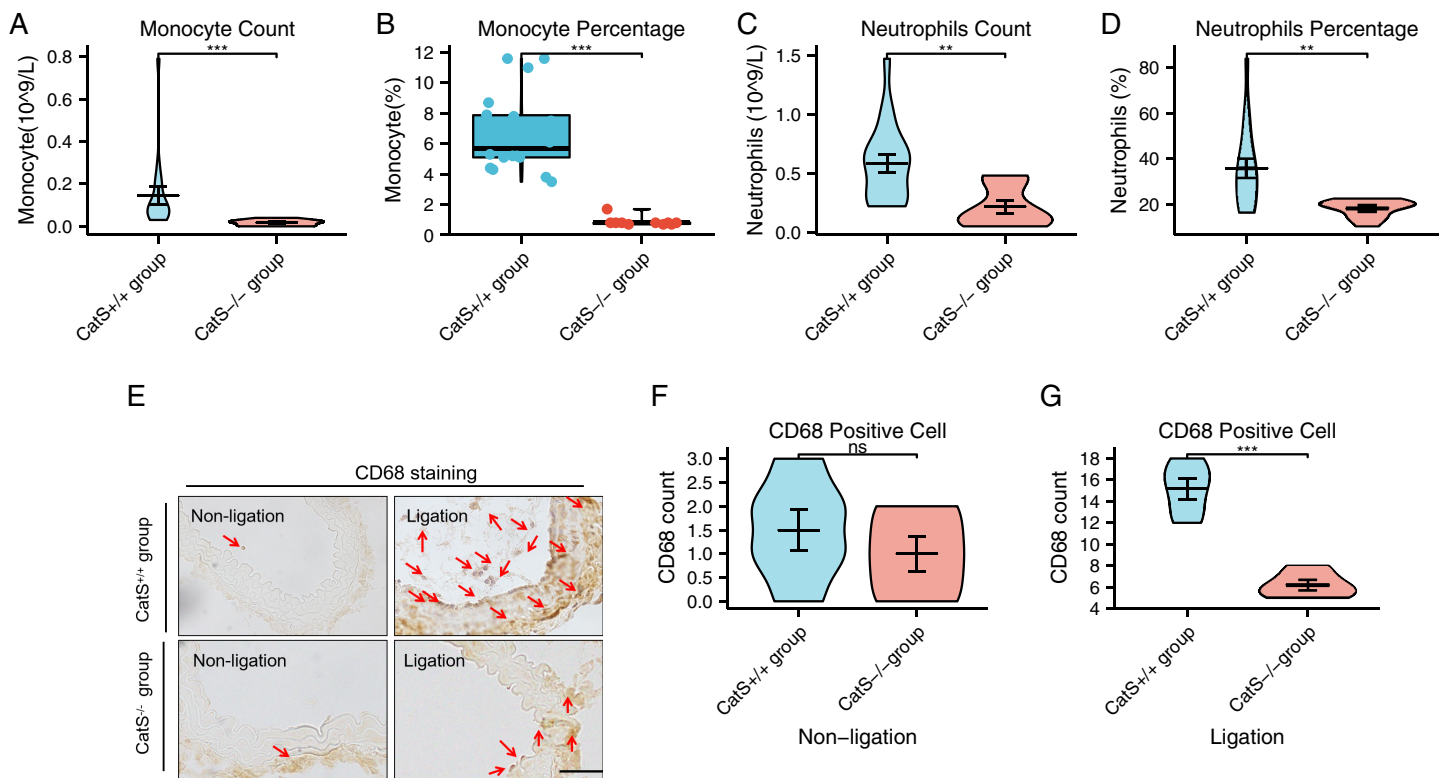 A
Monocyte Count
***
Monocyte(10^9/L)
0.8
0.6
0.4
0.2
0.0
CatS+/+ group
CatS−/− group
B
Monocyte Percentage
***
Monocyte(%)
12
10
8
6
4
2
0
CatS+/+ group
CatS−/− group
C
Neutrophils Count
**
Neutrophils (10^9/L)
1.5
1.0
0.5
0.0
CatS+/+ group
CatS−/− group
D
Neutrophils Percentage
**
Neutrophils (%)
80
60
40
20
CatS+/+ group
CatS−/− group
E
CD68 staining
CatS+/+ group
Non-ligation
Ligation
CatS-/- group
Non-ligation
Ligation
F
CD68 Positive Cell
ns
CD68 count
3.0
2.5
2.0
1.5
1.0
0.5
0.0
CatS+/+ group
CatS−/−group
Non−ligation
G
CD68 Positive Cell
***
CD68 count
18
16
14
12
10
8
6
4
CatS+/+ group
CatS−/−group
Ligation